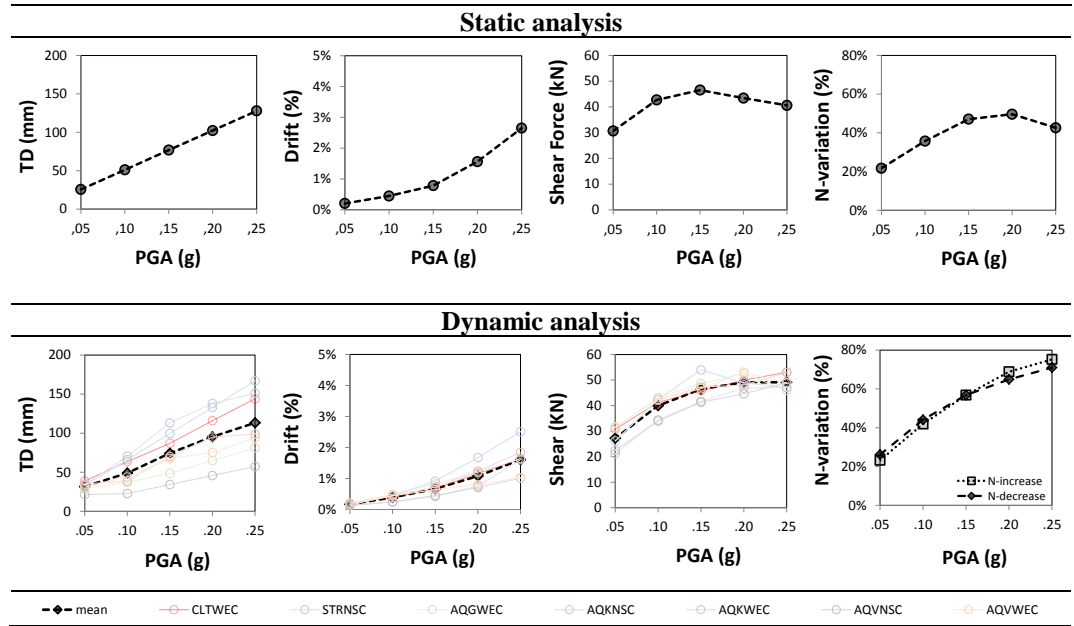 Static analysis
TD (mm)
200
150
100
50
0
,05 ,10 ,15 ,20 ,25
PGA (g)
Drift (%)
5%
4%
3%
2%
1%
0%
,05 ,10 ,15 ,20 ,25
PGA (g)
Shear Force (kN)
60
50
40
30
20
10
0
,05 ,10 ,15 ,20 ,25
PGA (g)
N-variation (%)
80%
60%
40%
20%
0%
,05 ,10 ,15 ,20 ,25
PGA (g)
Dynamic analysis
TD (mm)
200
150
100
50
0
.05 .10 .15 .20 .25
PGA (g)
Drift (%)
5%
4%
3%
2%
1%
0%
.05 .10 .15 .20 .25
PGA (g)
Shear (KN)
60
50
40
30
20
10
0
.05 .10 .15 .20 .25
PGA (g)
N-variation (%)
80%
60%
40%
20%
0%
N-increase
N-decrease
.05 .10 .15 .20 .25
PGA (g)
mean CLTWEC STRNSC AQGWEC AQKNSC AQKWEC AQVNSC AQVWEC